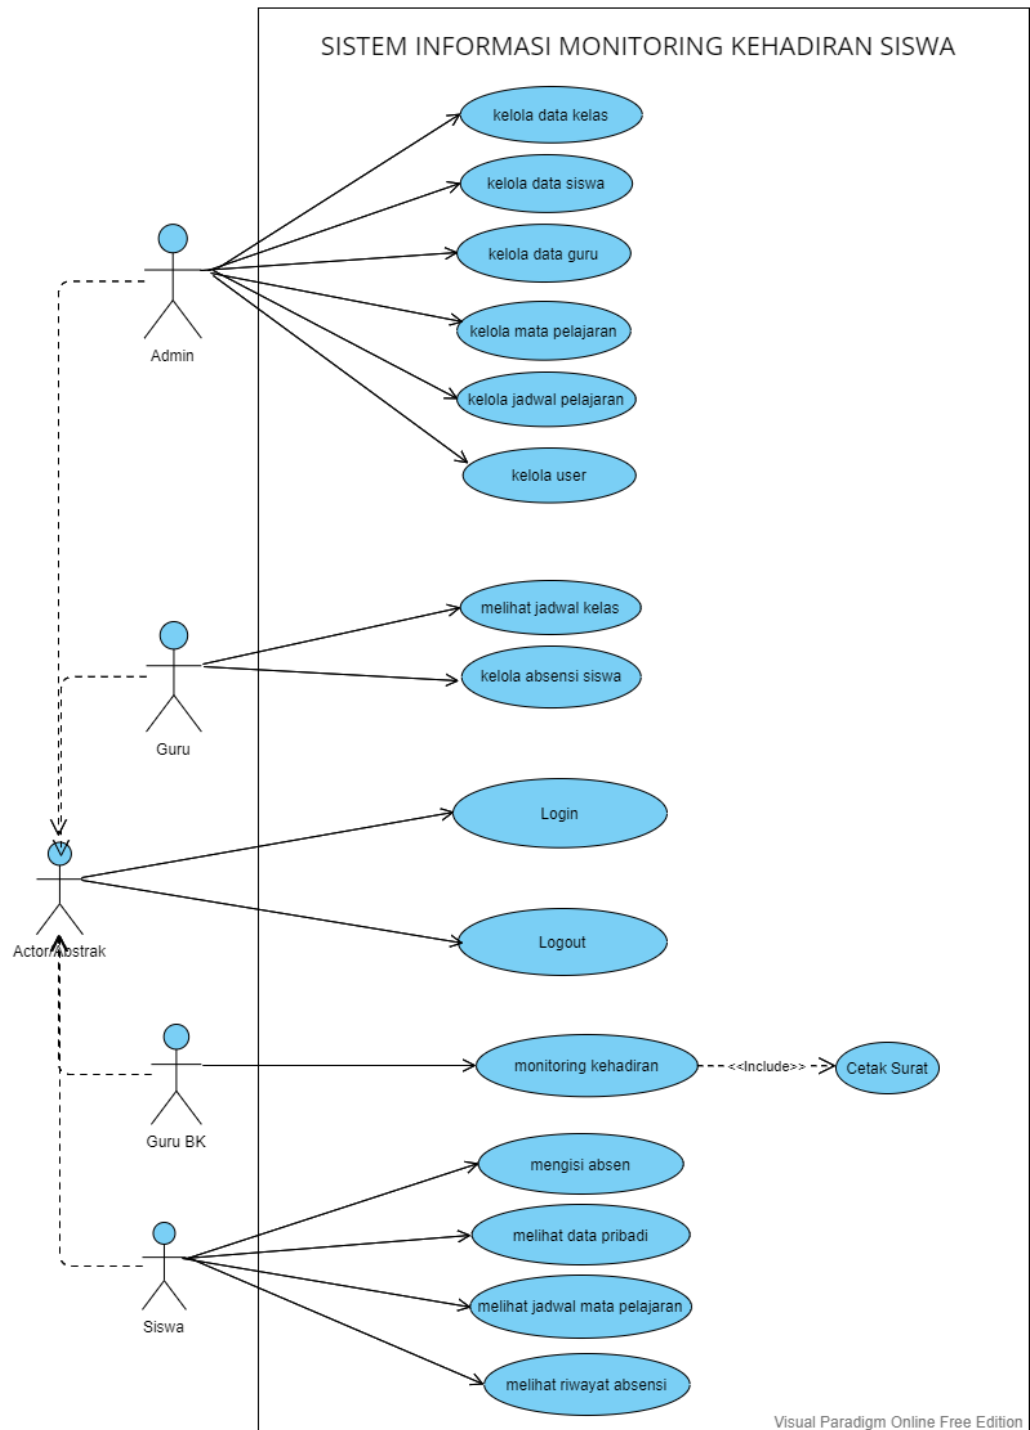 SISTEM INFORMASI MONITORING KEHADIRAN SISWA
kelola data kelas
kelola data siswa
kelola data guru
kelola mata pelajaran
Admin
kelola jadwal pelajaran
kelola user
melihat jadwal kelas
kelola absensi siswa
Guru
Login
Logout
Actor/Abstrak
monitoring kehadiran
<<Include>>
Cetak Surat
Guru BK
mengisi absen
melihat data pribadi
melihat jadwal mata pelajaran
Siswa
melihat riwayat absensi
Visual Paradigm Online Free Edition